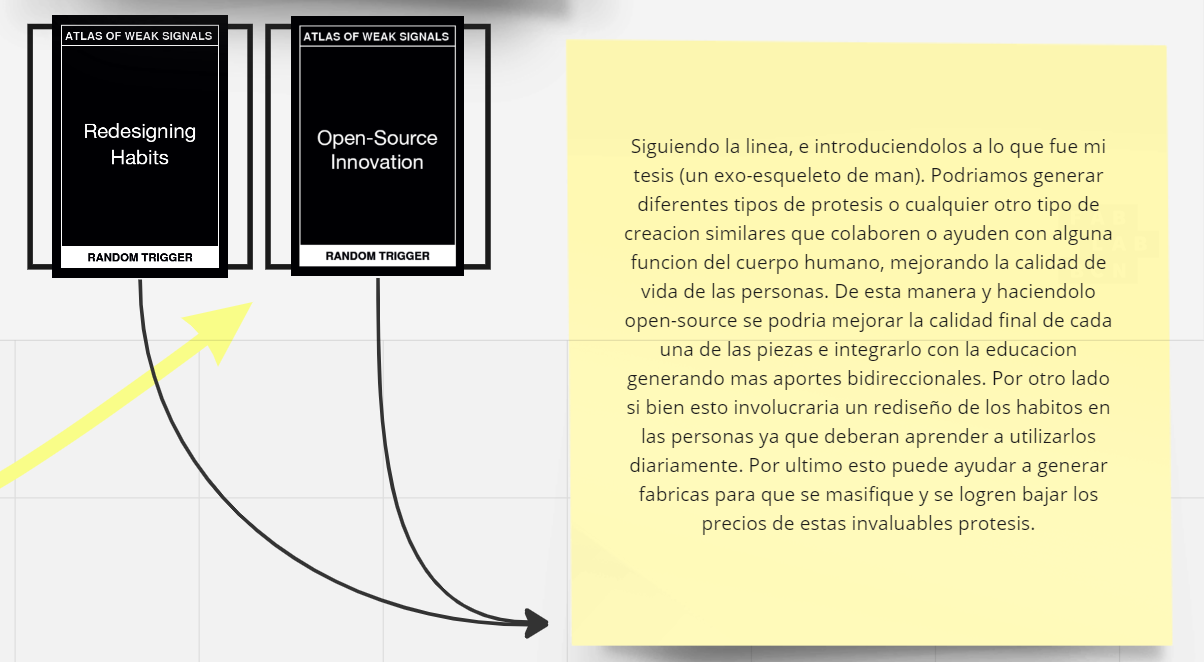 ATLAS OF WEAK SIGNALS
Redesigning
Habits
RANDOM TRIGGER
ATLAS OF WEAK SIGNALS
Open-Source
Innovation
RANDOM TRIGGER
Siguiendo la linea, e introduciendolos a lo que fue mi
tesis (un exo-esqueleto de man). Podriamos generar
diferentes tipos de protesis o cualquier otro tipo de
creacion similares que colaboren o ayuden con alguna
funcion del cuerpo humano, mejorando la calidad de
vida de las personas. De esta manera y haciendolo
open-source se podria mejorar la calidad final de cada
una de las piezas e integrarlo con la educacion
generando mas aportes bidireccionales. Por otro lado
si bien esto involucraria un rediseño de los habitos en
las personas ya que deberan aprender a utilizarlos
diariamente. Por ultimo esto puede ayudar a generar
fabricas para que se masifique y se logren bajar los
precios de estas invaluables protesis.